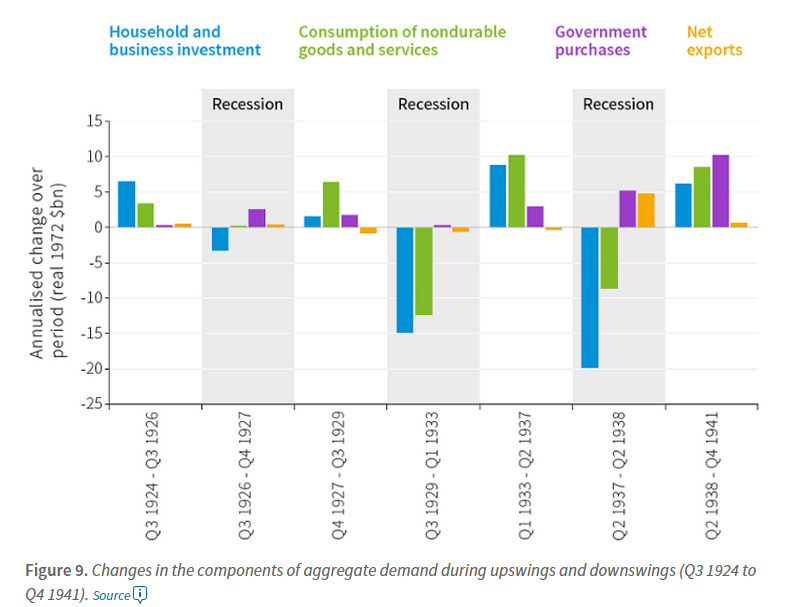 Household and
business investment
Consumption of nondurable
goods and services
Government
purchases
Net
exports
Recession
Recession
Recession
Annualised change over
period (real 1972 $bn)
15
10
5
0
-5
-10
-15
-20
-25
Q3 1924 - Q3 1926
Q3 1926 - Q4 1927
Q4 1927 - Q3 1929
Q3 1929 - Q1 1933
Q1 1933 - Q2 1937
Q2 1937 - Q2 1938
Q2 1938 - Q4 1941
Figure 9. Changes in the components of aggregate demand during upswings and downswings (Q3 1924 to
Q4 1941). Source i